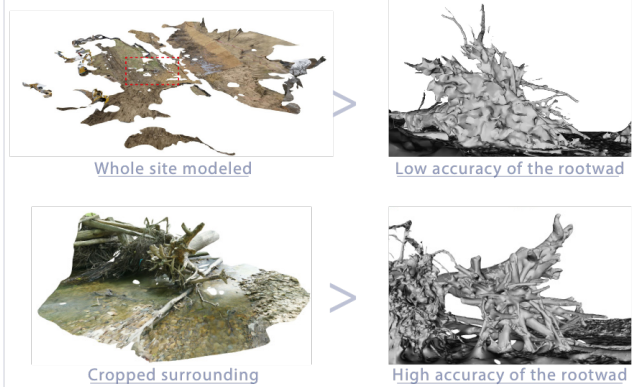 Whole site modeled
Low accuracy of the rootwad
Cropped surrounding
High accuracy of the rootwad